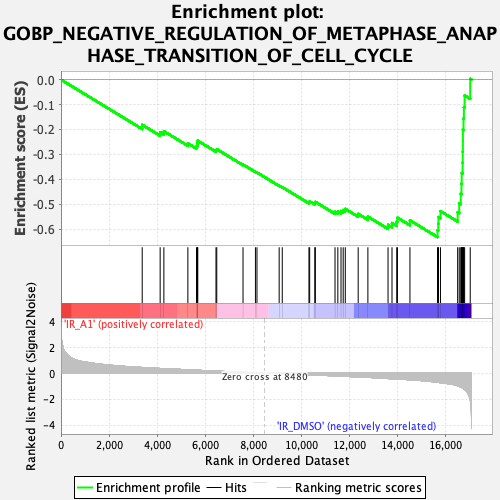 Enrichment plot:
GOBP_NEGATIVE_REGULATION_OF_METAPHASE_ANAP
HASE_TRANSITION_OF_CELL_CYCLE
Enrichment score (ES)
0.0
-0.1
-0.2
-0.3
-0.4
-0.5
-0.6
'IR_A1' (positively correlated)
Ranked list metric (Signal2Noise)
4
2
0
-2
-4
Zero cross at 8480
'IR_DMSO' (negatively correlated)
0
2,000
4,000
6,000
8,000
10,000
12,000
14,000
16,000
Rank in Ordered Dataset
Enrichment profile
Hits
Ranking metric scores